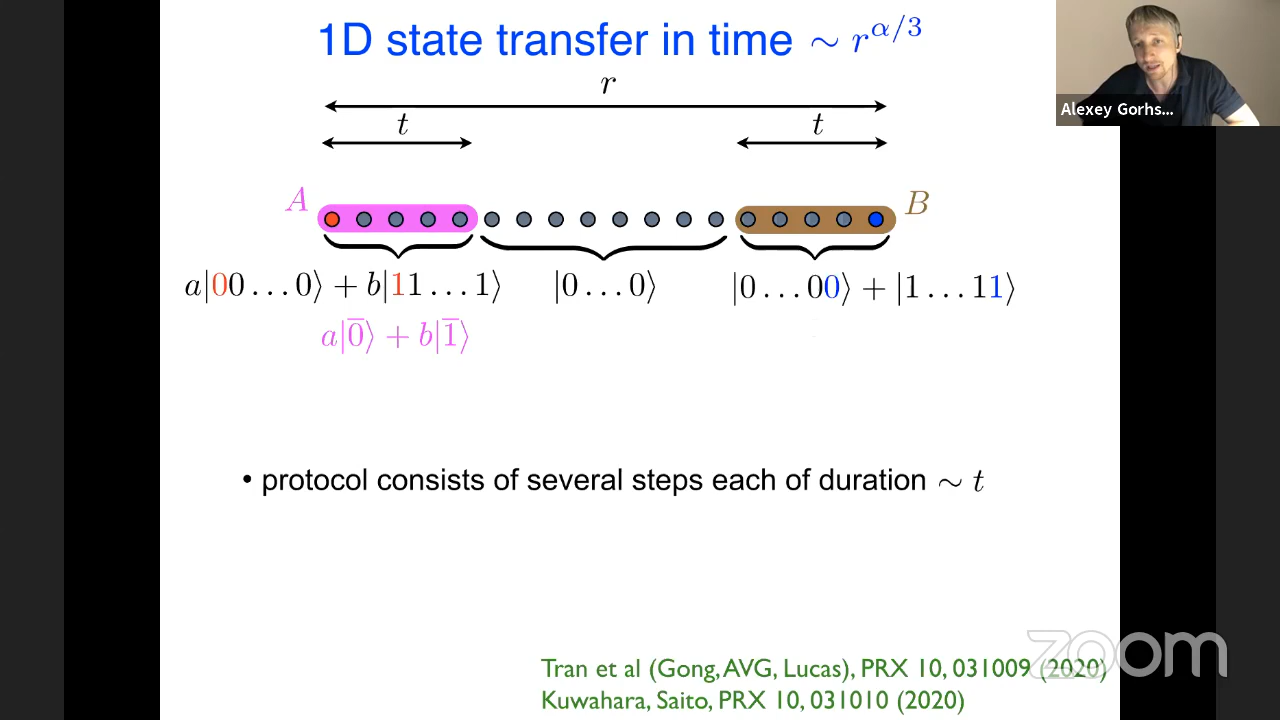 1D state transfer in time ∼ r^{α/3}
r
t t
A B
a|00...0⟩ + b|11...1⟩ |0...0⟩ |0...00⟩ + |1...11⟩
a|0̅⟩ + b|1̅⟩
• protocol consists of several steps each of duration ∼ t
Tran et al (Gong, AVG, Lucas), PRX 10, 031009 (2020)
Kuwahara, Saito, PRX 10, 031010 (2020)
Alexey Gorhs...
zoom